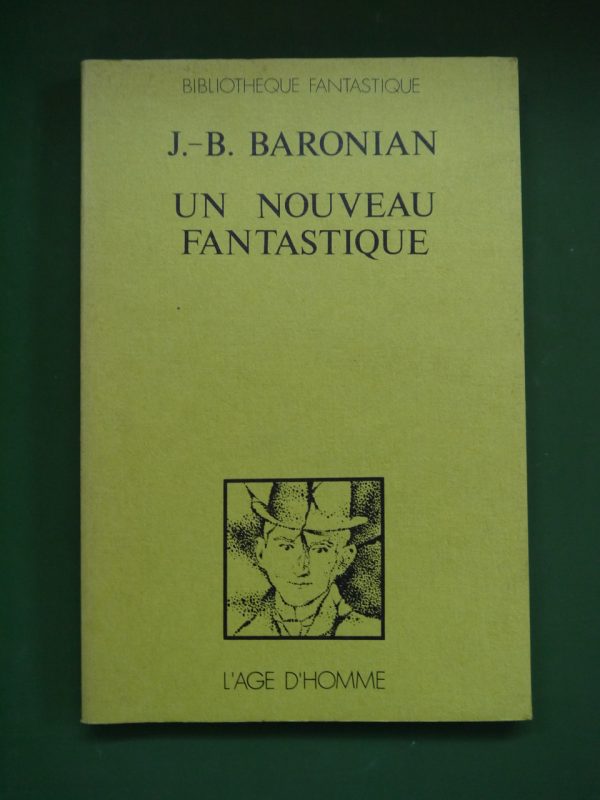 BIBLIOTHEQUE FANTASTIQUE
J.-B. BARONIAN
UN NOUVEAU
FANTASTIQUE
L'AGE D'HOMME